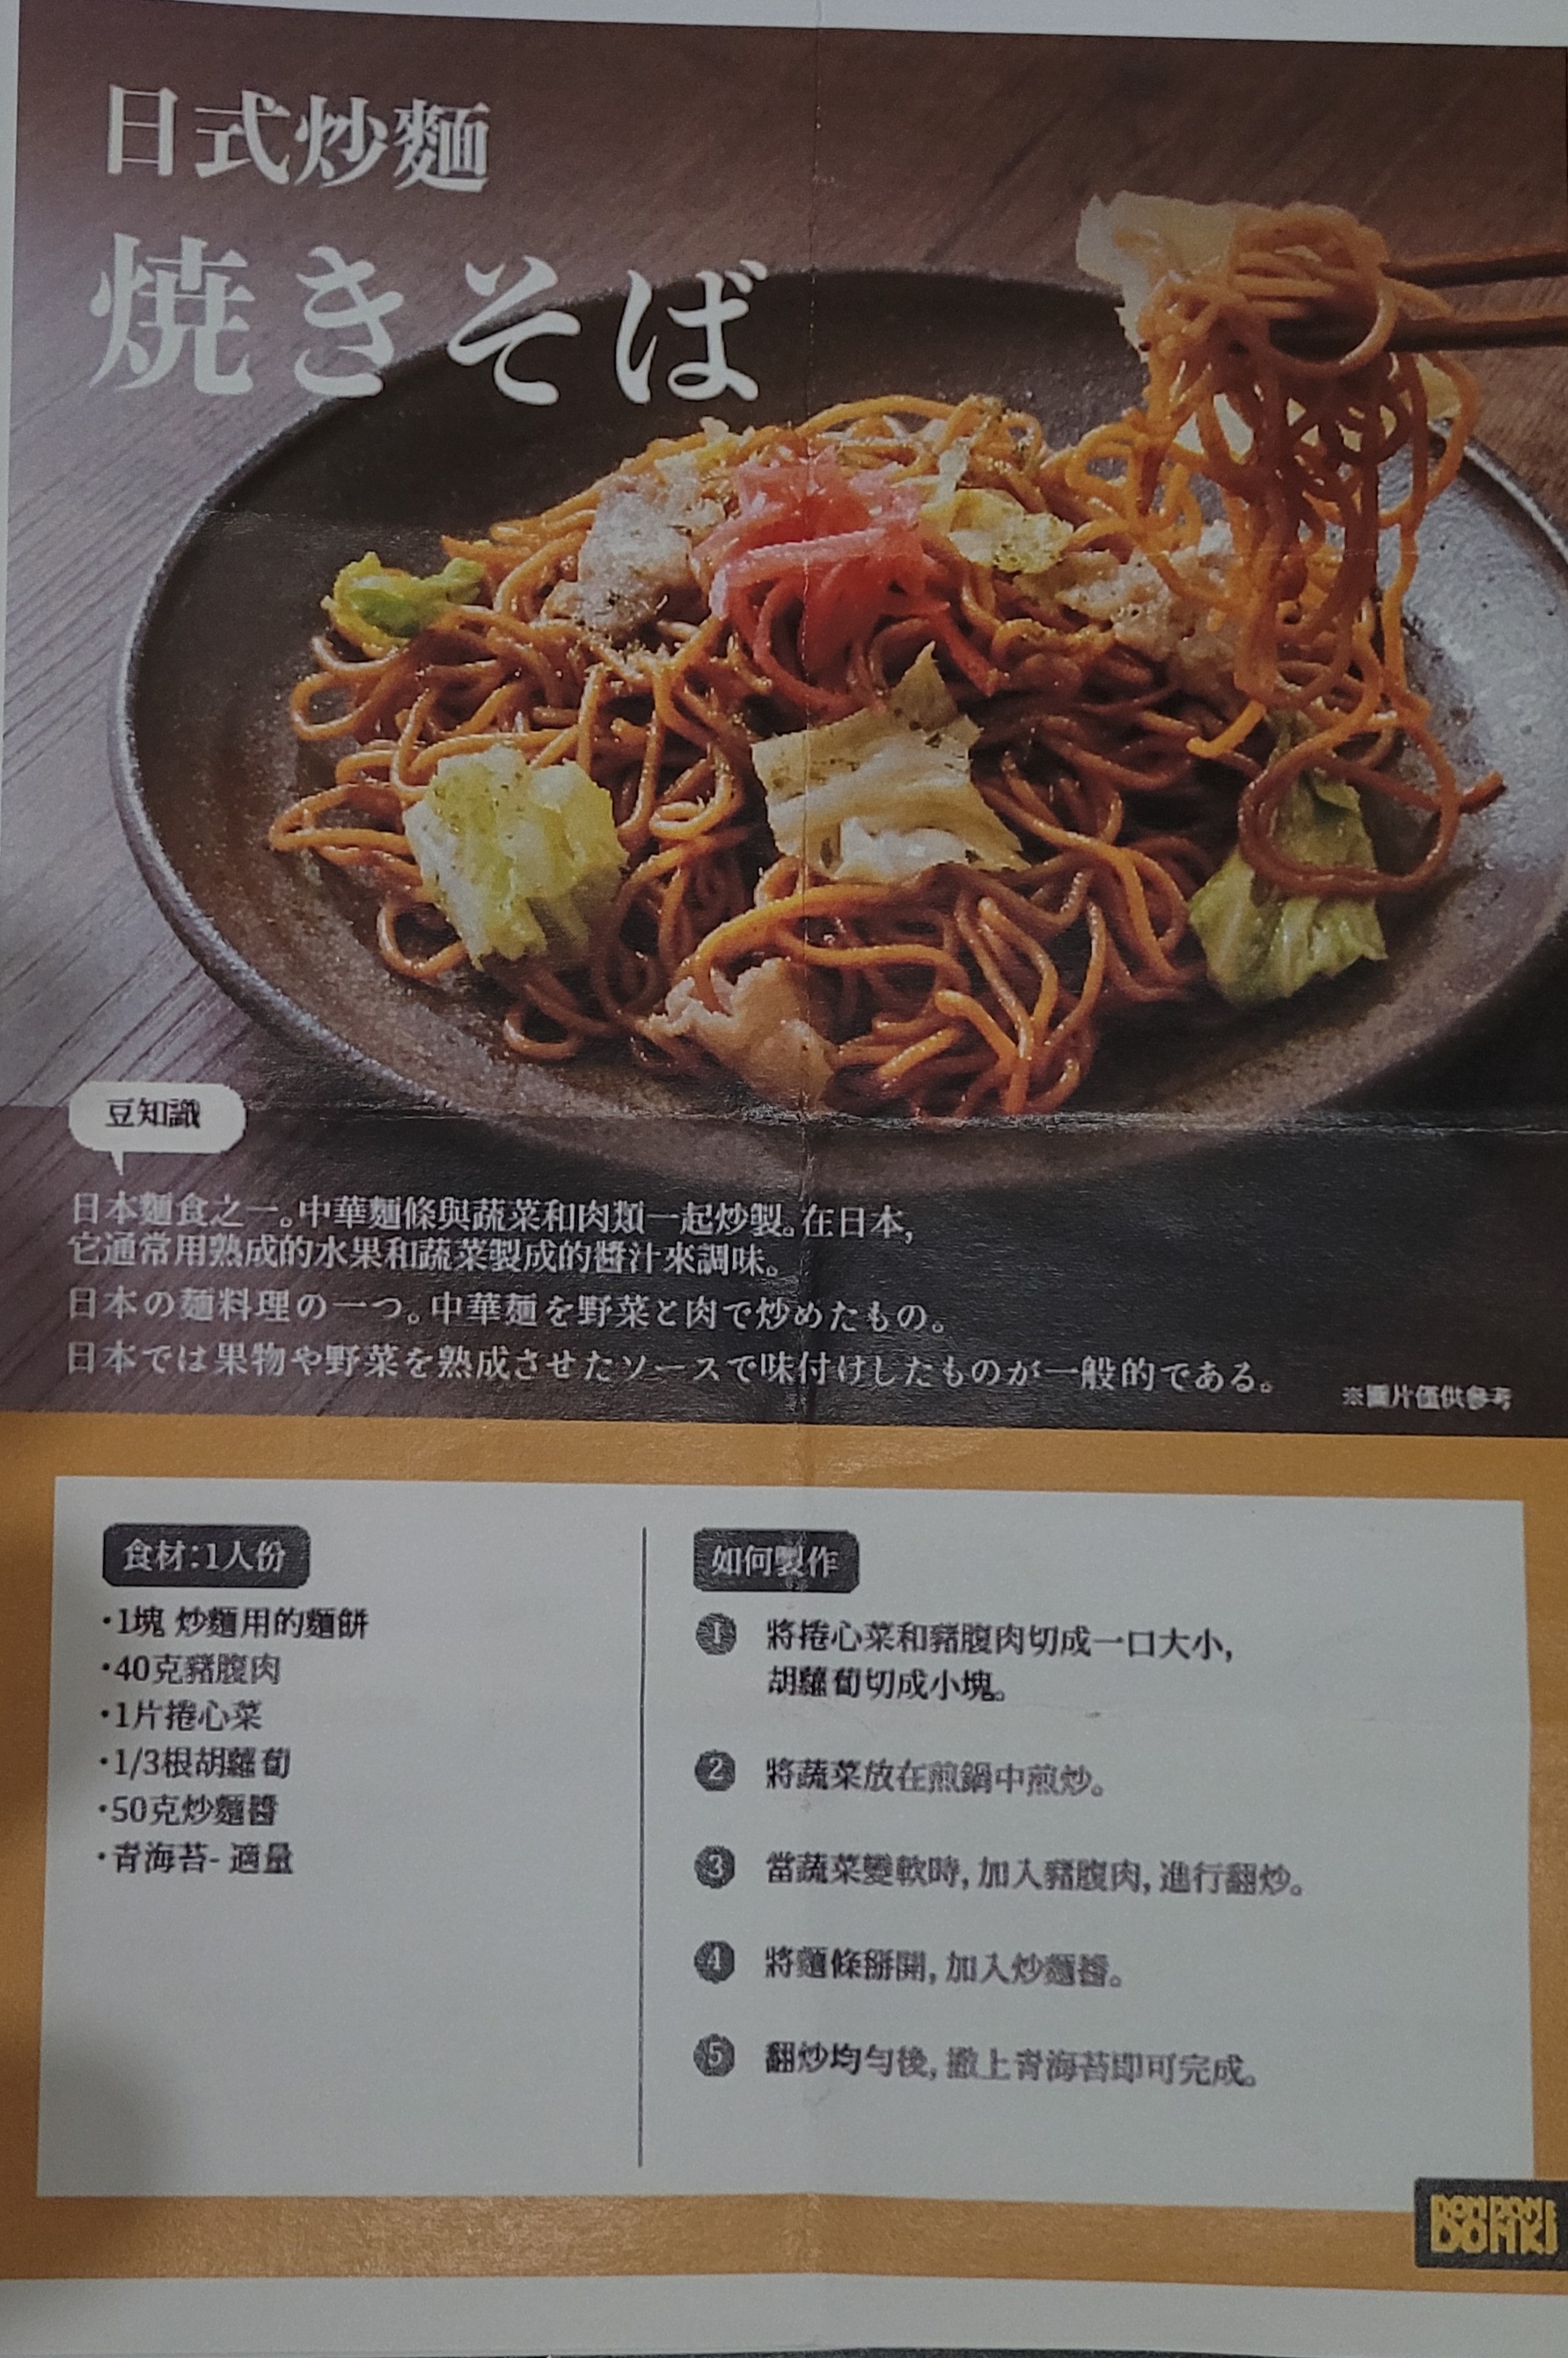 日式炒麵
焼きそば
豆知識
日本麵食之一。中華麵條與蔬菜和肉類一起炒製。在日本,
它通常用熟成的水果和蔬菜製成的醬汁來調味。
日本の麺料理の一つ。中華麺を野菜と肉で炒めたもの。
日本では果物や野菜を熟成させたソースで味付けしたものが一般的である。
※圖片僅供參考
食材:1人份
・1塊 炒麵用的麵餅
・40克豬腹肉
・1片捲心菜
・1/3根胡蘿蔔
・50克炒麵醬
・青海苔- 適量
如何製作
1 將捲心菜和豬腹肉切成一口大小,
胡蘿蔔切成小塊。
2 將蔬菜放在煎鍋中煎炒。
3 當蔬菜變軟時, 加入豬腹肉, 進行翻炒。
4 將麵條掰開, 加入炒麵醬。
5 翻炒均勻後, 撒上青海苔即可完成。
DON DON
DONKI